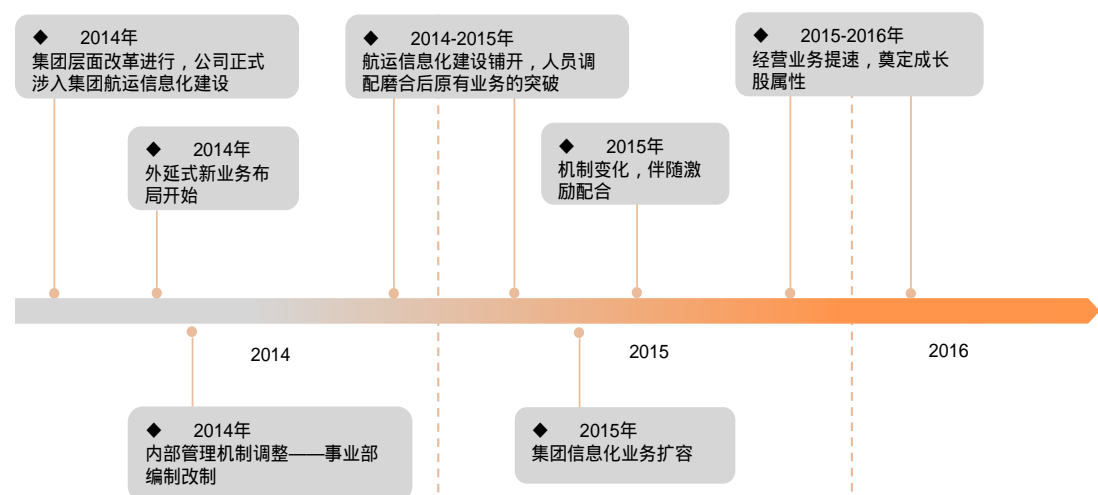 ◆ 2014年
集团层面改革进行，公司正式
涉入集团航运信息化建设
◆ 2014-2015年
航运信息化建设铺开，人员调
配磨合后原有业务的突破
◆ 2015-2016年
经营业务提速，奠定成长
股属性
◆ 2014年
外延式新业务布
局开始
◆ 2015年
机制变化，伴随激
励配合
2014
2015
2016
◆ 2014年
内部管理机制调整——事业部
编制改制
◆ 2015年
集团信息化业务扩容